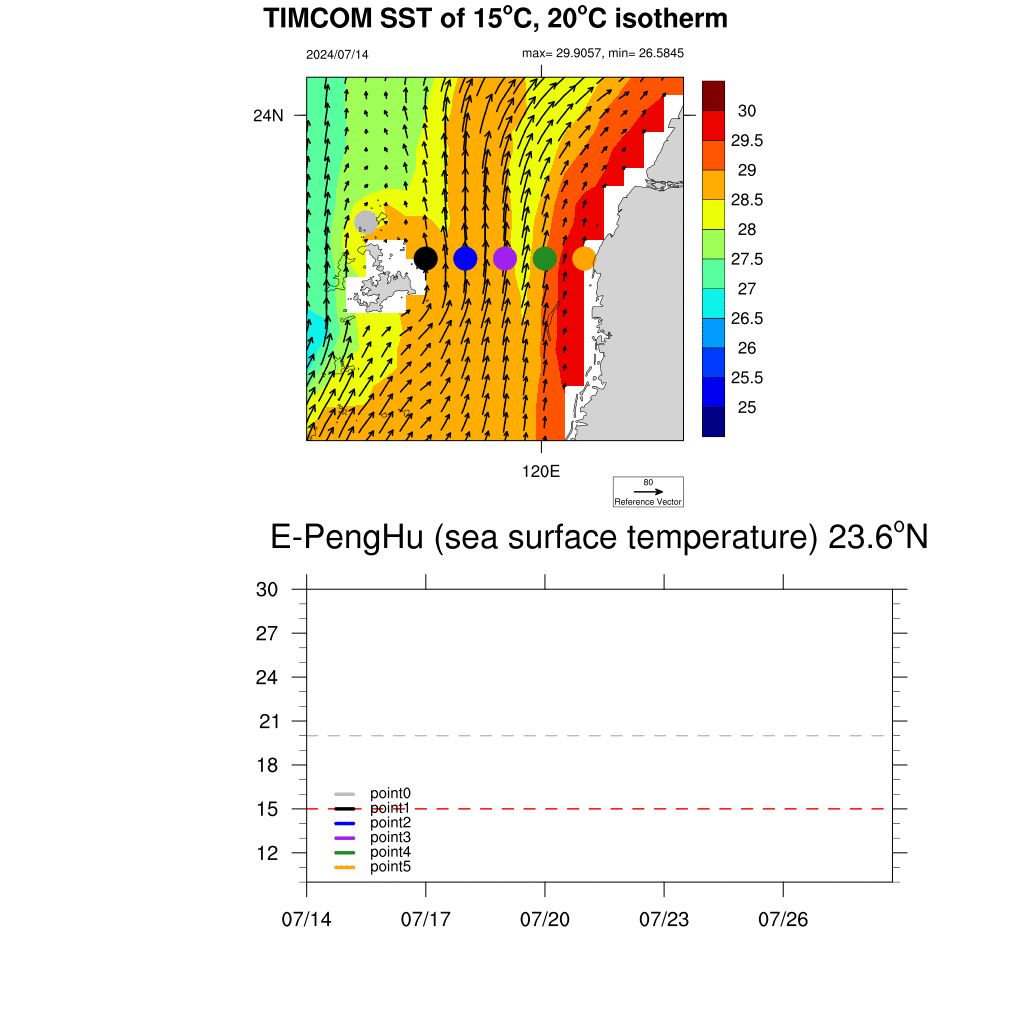 TIMCOM SST of 15°C, 20°C isotherm
2024/07/14
max= 29.9057, min= 26.5845
24N
120E
30
29.5
29
28.5
28
27.5
27
26.5
26
25.5
25
80
Reference Vector
E-PengHu (sea surface temperature) 23.6°N
30
27
24
21
18
15
12
point0
point1
point2
point3
point4
point5
07/14 07/17 07/20 07/23 07/26